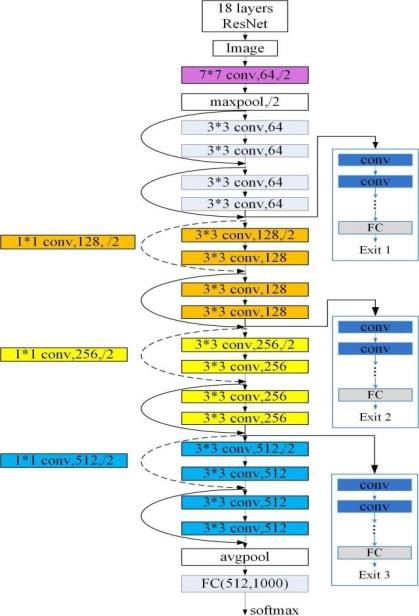 18 layers
ResNet
Image
7*7 conv,64,/2
maxpool,/2
3*3 conv,64
3*3 conv,64
3*3 conv,64
3*3 conv,64
conv
conv
FC
Exit 1
1*1 conv,128, /2
3*3 conv,128,/2
3*3 conv,128
3*3 conv,128
3*3 conv,128
1*1 conv,256,/2
3*3 conv,256,/2
3*3 conv,256
3*3 conv,256
3*3 conv,256
conv
conv
FC
Exit 2
1*1 conv,512,/2
3*3 conv,512,/2
3*3 conv,512
3*3 conv,512
3*3 conv,512
conv
conv
FC
Exit 3
avgpool
FC(512,1000)
softmax